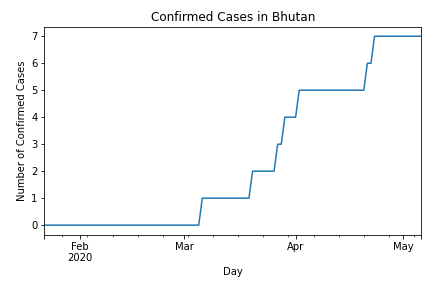 Confirmed Cases in Bhutan
Number of Confirmed Cases
7
6
5
4
3
2
1
0
Feb
2020
Mar
Apr
May
Day